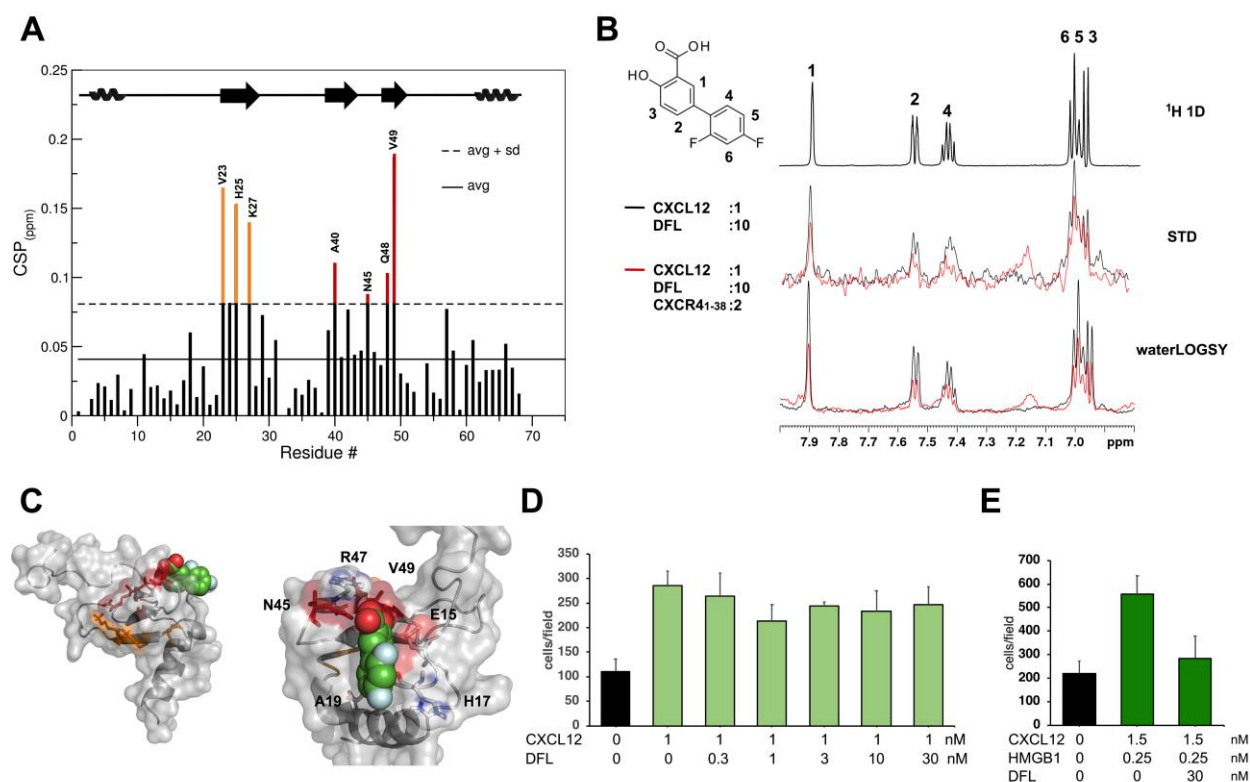 A
CSP(ppm)
0.25
0.2
0.15
0.1
0.05
0
V23
H25
K27
A40
N45
Q48
V49
avg + sd
avg
0 10 20 30 40 50 60 70
Residue #
B
O
OH
HO
1
3
2
4
5
F
F
6
1
2
4
6 5 3
¹H 1D
CXCL12 :1
DFL :10
STD
CXCL12 :1
DFL :10
CXCR4₁₋₃₈ :2
waterLOGSY
7.9 7.8 7.7 7.6 7.5 7.4 7.3 7.2 7.1 7.0 ppm
C
R47
V49
N45
E15
A19
H17
D
cells/field
350
300
250
200
150
100
50
0
CXCL12 0 1 1 1 1 1 1 nM
DFL 0 0 0.3 1 3 10 30 nM
E
cells/field
700
600
500
400
300
200
100
0
CXCL12 0 1.5 1.5 nM
HMGB1 0 0.25 0.25 nM
DFL 0 30 nM